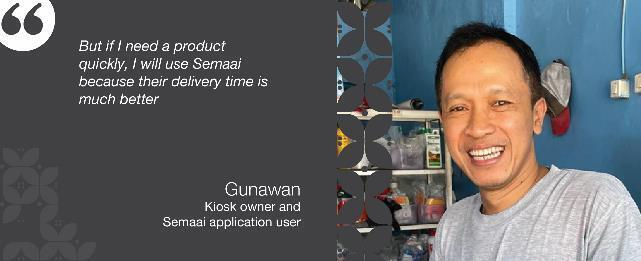 But if I need a product
quickly, I will use Semaai
because their delivery time is
much better
Gunawan
Kiosk owner and
Semaai application user